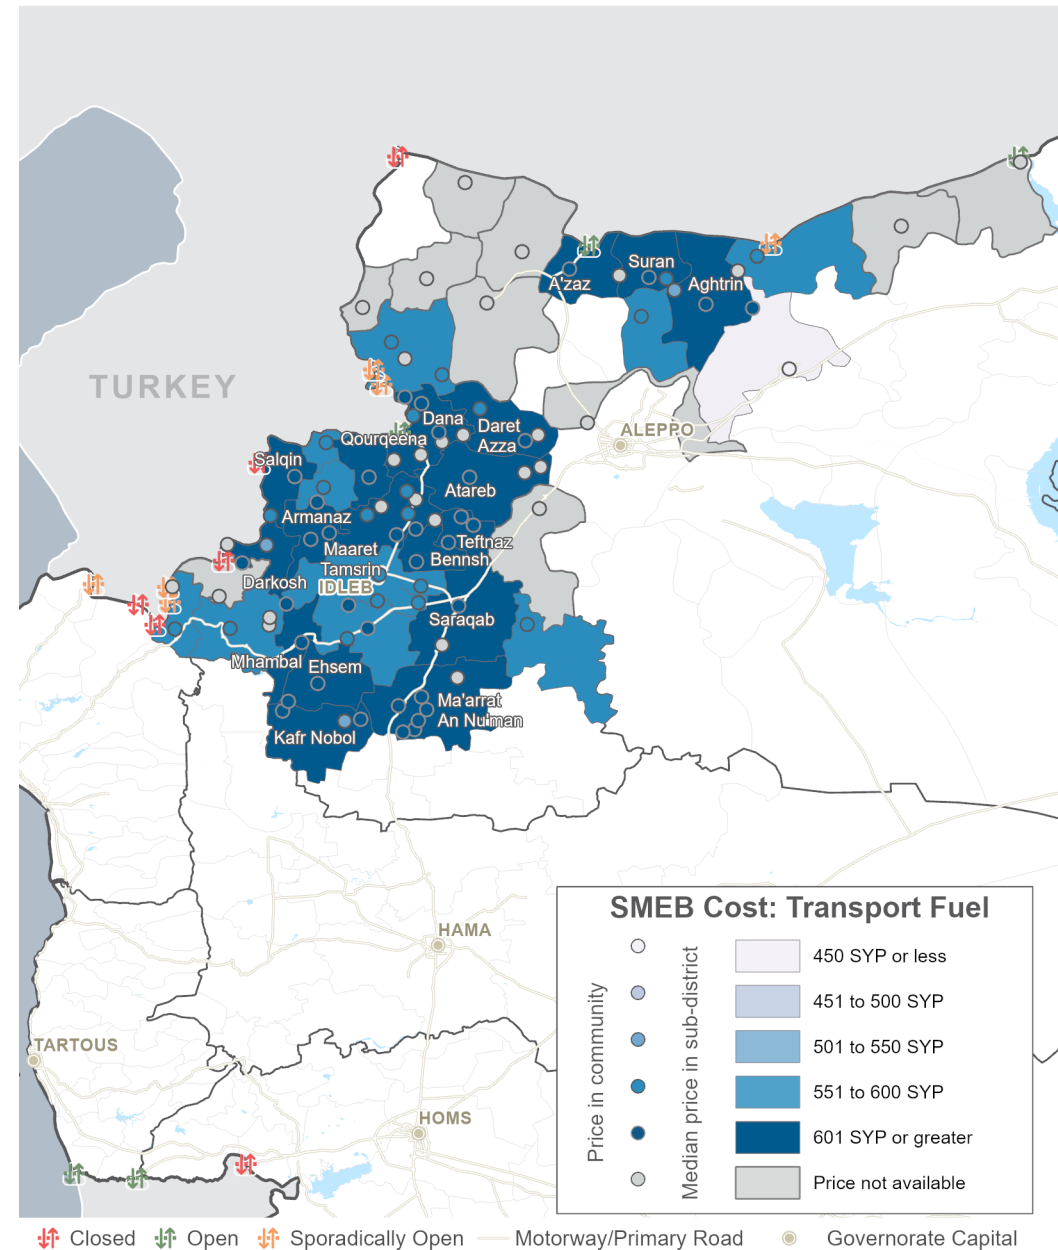 TURKEY
Suran
A'zaz
Aghtrin
ALEPPO
Dana
Daret
Azza
Qourqeena
Salqin
Atareb
Armanaz
Teftnaz
Maaret
Tamsrin
Bennsh
Darkosh
IDLEB
Saraqab
Mhambal
Ehsem
Ma'arrat
An Nu'man
Kafr Nobol
HAMA
TARTOUS
HOMS
SMEB Cost: Transport Fuel
Price in community
Median price in sub-district
450 SYP or less
451 to 500 SYP
501 to 550 SYP
551 to 600 SYP
601 SYP or greater
Price not available
Closed
Open
Sporadically Open
Motorway/Primary Road
Governorate Capital